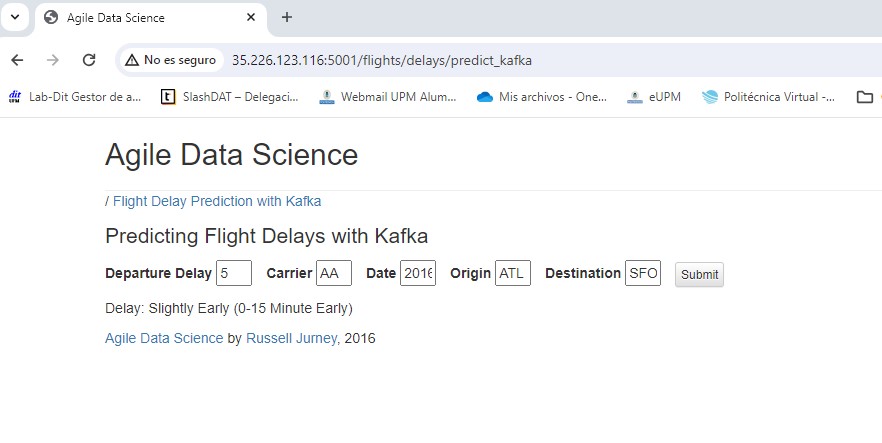 Agile Data Science
No es seguro 35.226.123.116:5001/flights/delays/predict_kafka
dit UPM Lab-Dit Gestor de a... t SlashDAT – Delegaci... Webmail UPM Alum... Mis archivos - One... eUPM Politécnica Virtual -...
Agile Data Science
/ Flight Delay Prediction with Kafka
Predicting Flight Delays with Kafka
Departure Delay 5 Carrier AA Date 2016 Origin ATL Destination SFO Submit
Delay: Slightly Early (0-15 Minute Early)
Agile Data Science by Russell Jurney, 2016